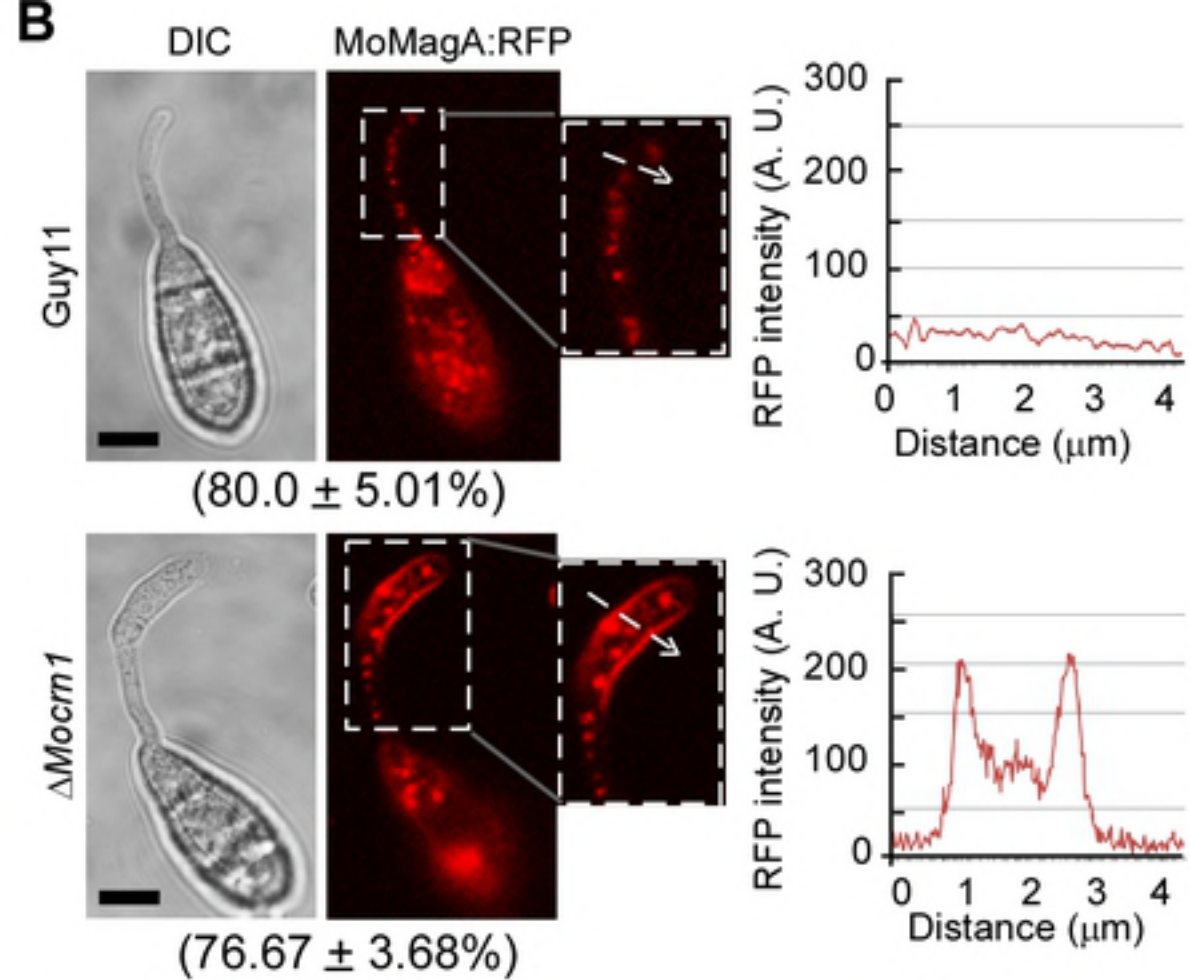 B
DIC
MoMagA:RFP
Guy11
RFP intensity (A. U.)
300
200
100
0
0 1 2 3 4
Distance (μm)
(80.0 ± 5.01%)
ΔMocrn1
RFP intensity (A. U.)
300
200
100
0
0 1 2 3 4
Distance (μm)
(76.67 ± 3.68%)